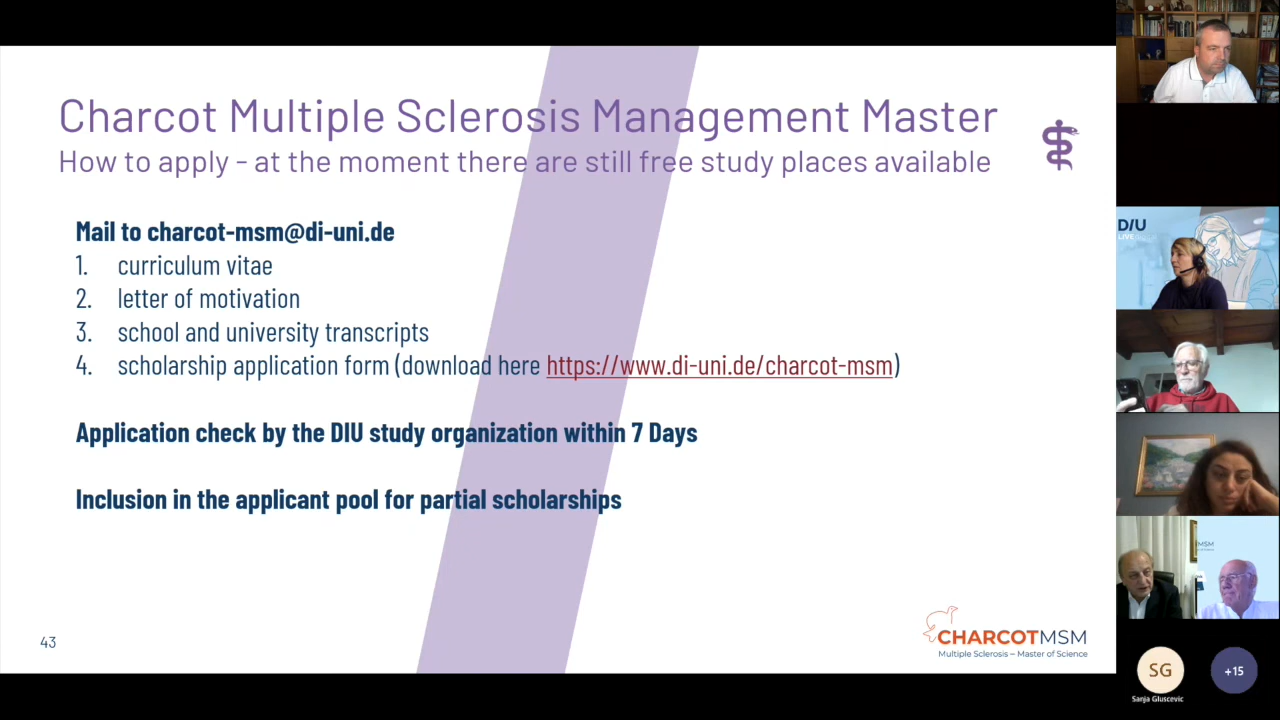 Charcot Multiple Sclerosis Management Master
How to apply - at the moment there are still free study places available
Mail to charcot-msm@di-uni.de
1. curriculum vitae
2. letter of motivation
3. school and university transcripts
4. scholarship application form (download here https://www.di-uni.de/charcot-msm)
Application check by the DIU study organization within 7 Days
Inclusion in the applicant pool for partial scholarships
43
CHARCOTMSM
Multiple Sclerosis – Master of Science
D/U
LIVE
MSM
SG
+15
Sanja Gluscevic